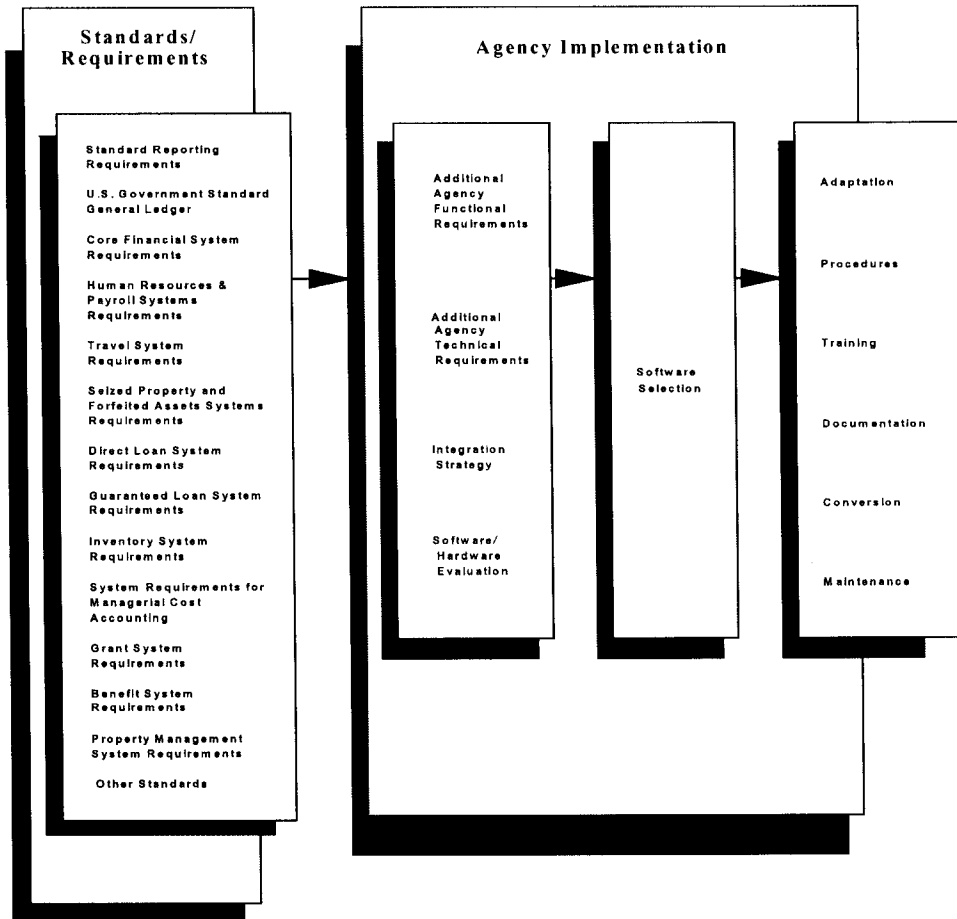 Standards/
Requirements
Standard Reporting
Requirements
U.S. Government Standard
General Ledger
Core Financial System
Requirements
Human Resources &
Payroll Systems
Requirements
Travel System
Requirements
Seized Property and
Forfeited Assets Systems
Requirements
Direct Loan System
Requirements
Guaranteed Loan System
Requirements
Inventory System
Requirements
System Requirements for
Managerial Cost
Accounting
Grant System
Requirements
Benefit System
Requirements
Property Management
System Requirements
Other Standards
Agency Implementation
Additional
Agency
Functional
Requirements
Additional
Agency
Technical
Requirements
Integration
Strategy
Software/
Hardware
Evaluation
Software
Selection
Adaptation
Procedures
Training
Documentation
Conversion
Maintenance